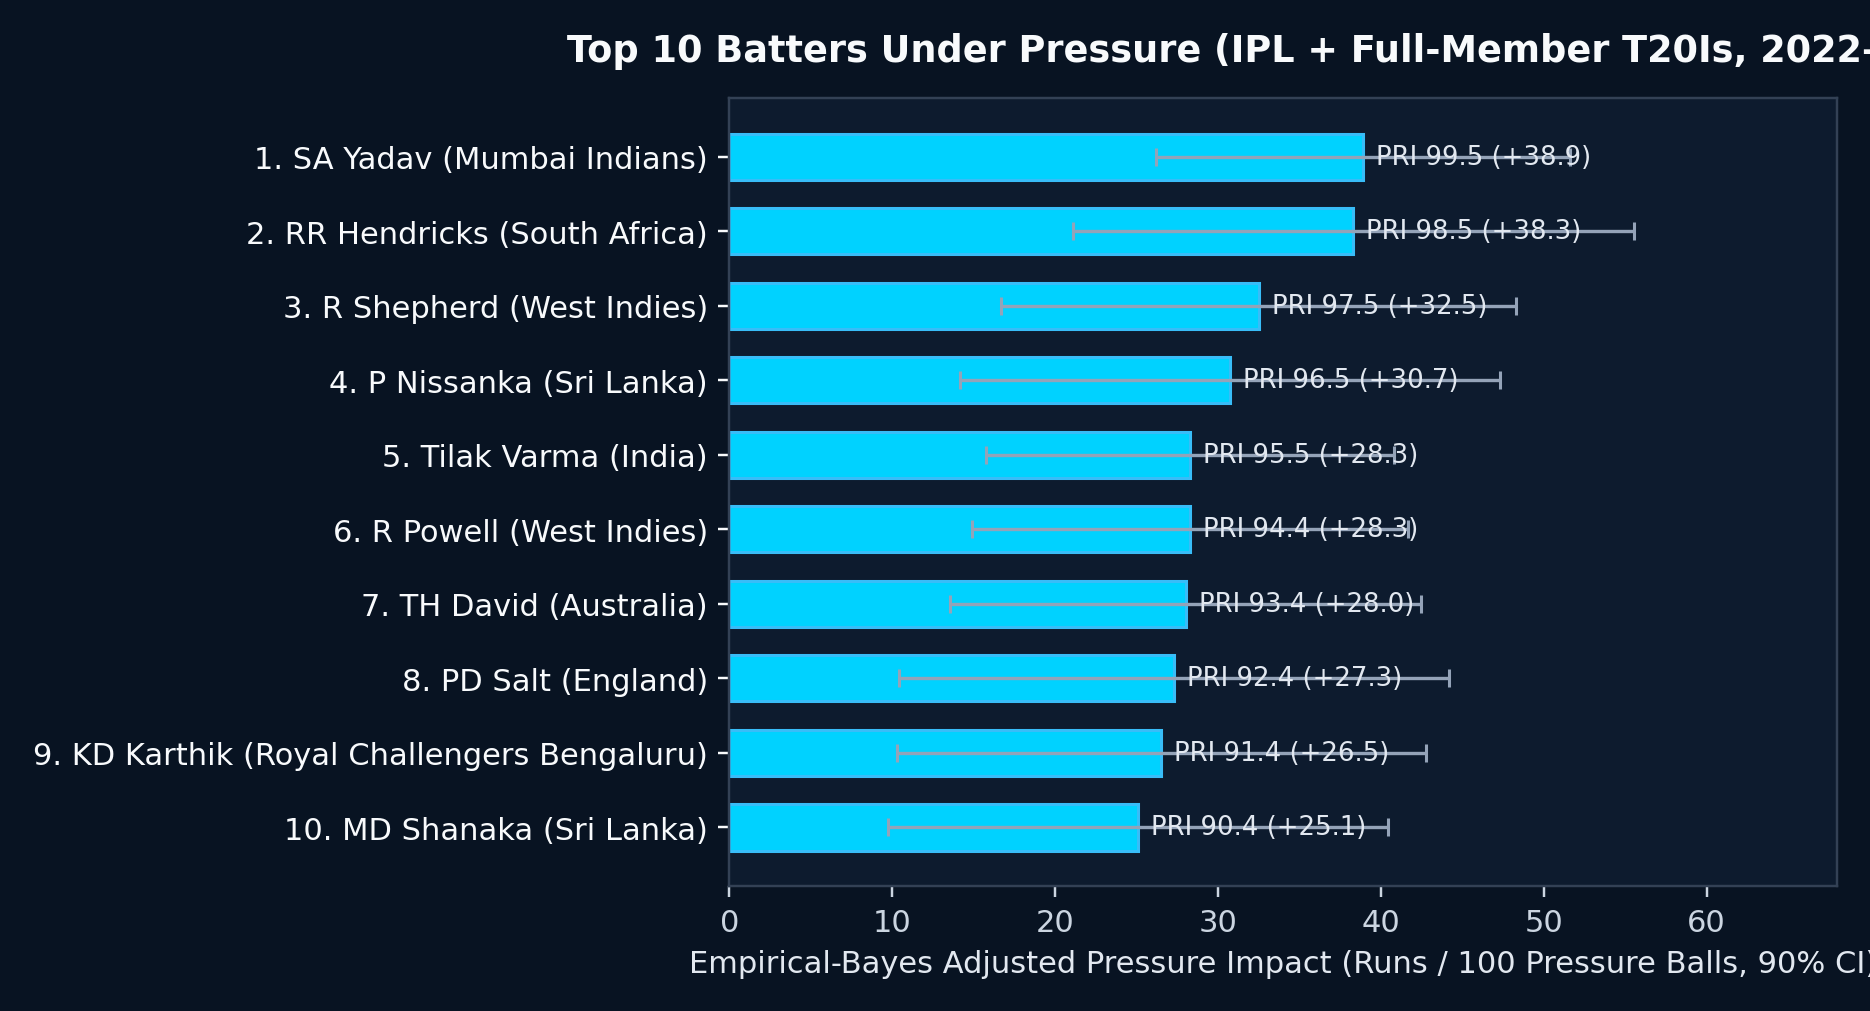 Top 10 Batters Under Pressure (IPL + Full-Member T20Is, 2022-
1. SA Yadav (Mumbai Indians)
PRI 99.5 (+38.9)
2. RR Hendricks (South Africa)
PRI 98.5 (+38.3)
3. R Shepherd (West Indies)
PRI 97.5 (+32.5)
4. P Nissanka (Sri Lanka)
PRI 96.5 (+30.7)
5. Tilak Varma (India)
PRI 95.5 (+28.3)
6. R Powell (West Indies)
PRI 94.4 (+28.3)
7. TH David (Australia)
PRI 93.4 (+28.0)
8. PD Salt (England)
PRI 92.4 (+27.3)
9. KD Karthik (Royal Challengers Bengaluru)
PRI 91.4 (+26.5)
10. MD Shanaka (Sri Lanka)
PRI 90.4 (+25.1)
0 10 20 30 40 50 60
Empirical-Bayes Adjusted Pressure Impact (Runs / 100 Pressure Balls, 90% CI)